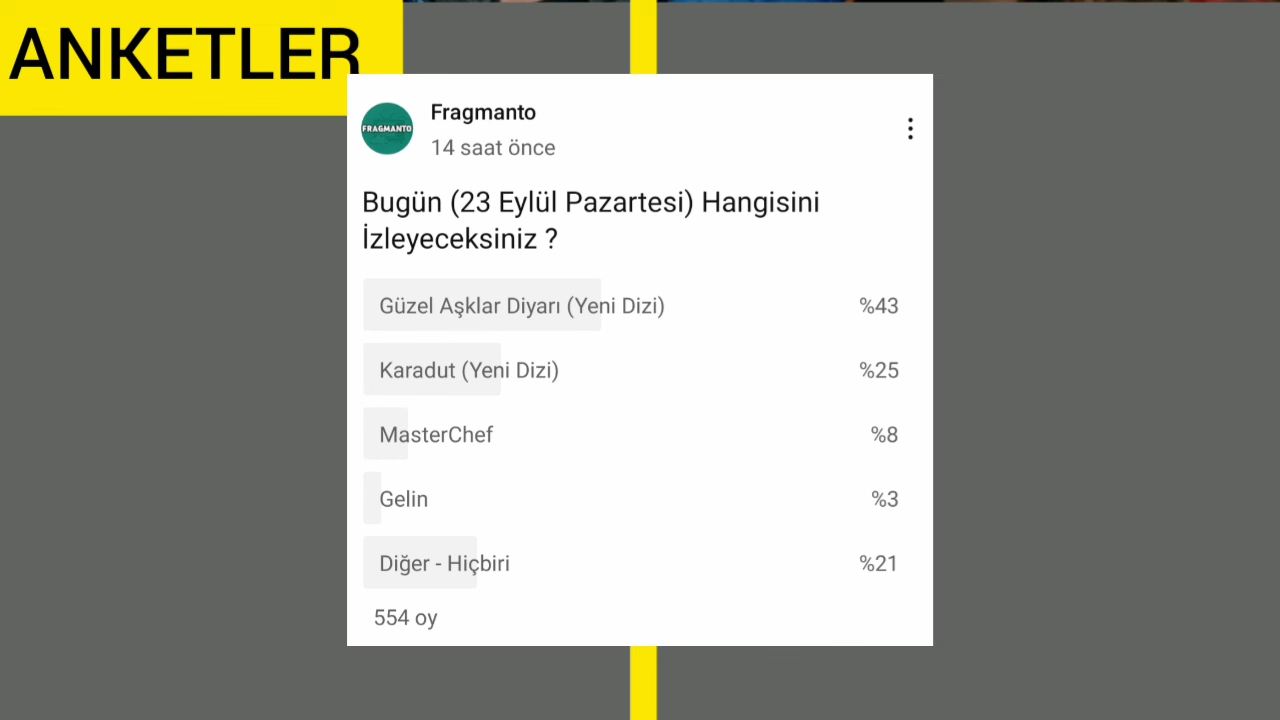 ANKETLER
FRAGMANTO
Fragmanto
14 saat önce
Bugün (23 Eylül Pazartesi) Hangisini
İzleyeceksiniz ?
Güzel Aşklar Diyarı (Yeni Dizi) %43
Karadut (Yeni Dizi) %25
MasterChef %8
Gelin %3
Diğer - Hiçbiri %21
554 oy